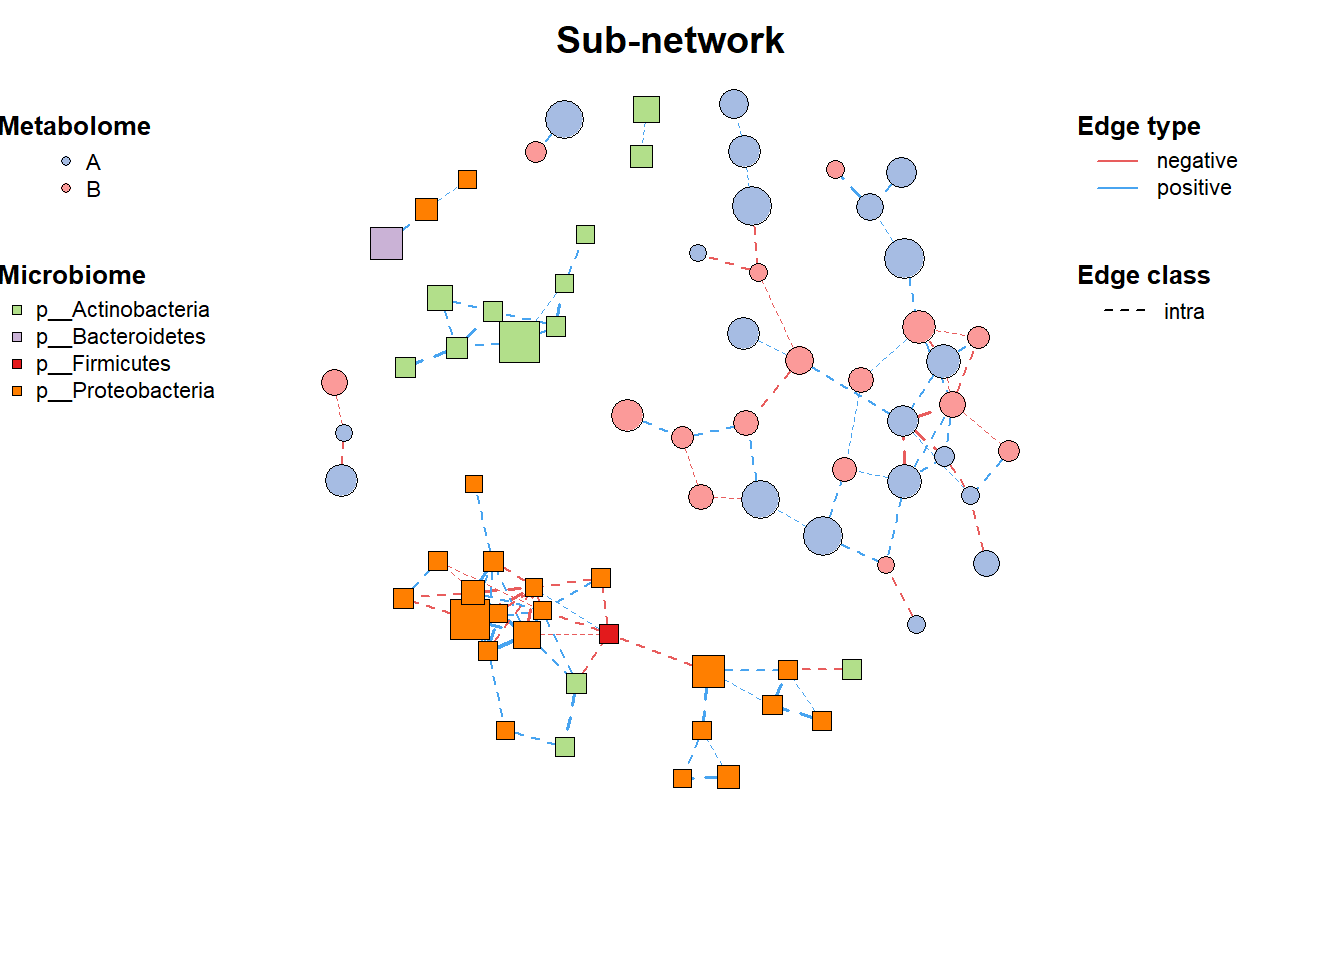 Sub-network
Metabolome
A
B
Microbiome
p__Actinobacteria
p__Bacteroidetes
p__Firmicutes
p__Proteobacteria
Edge type
negative
positive
Edge class
intra